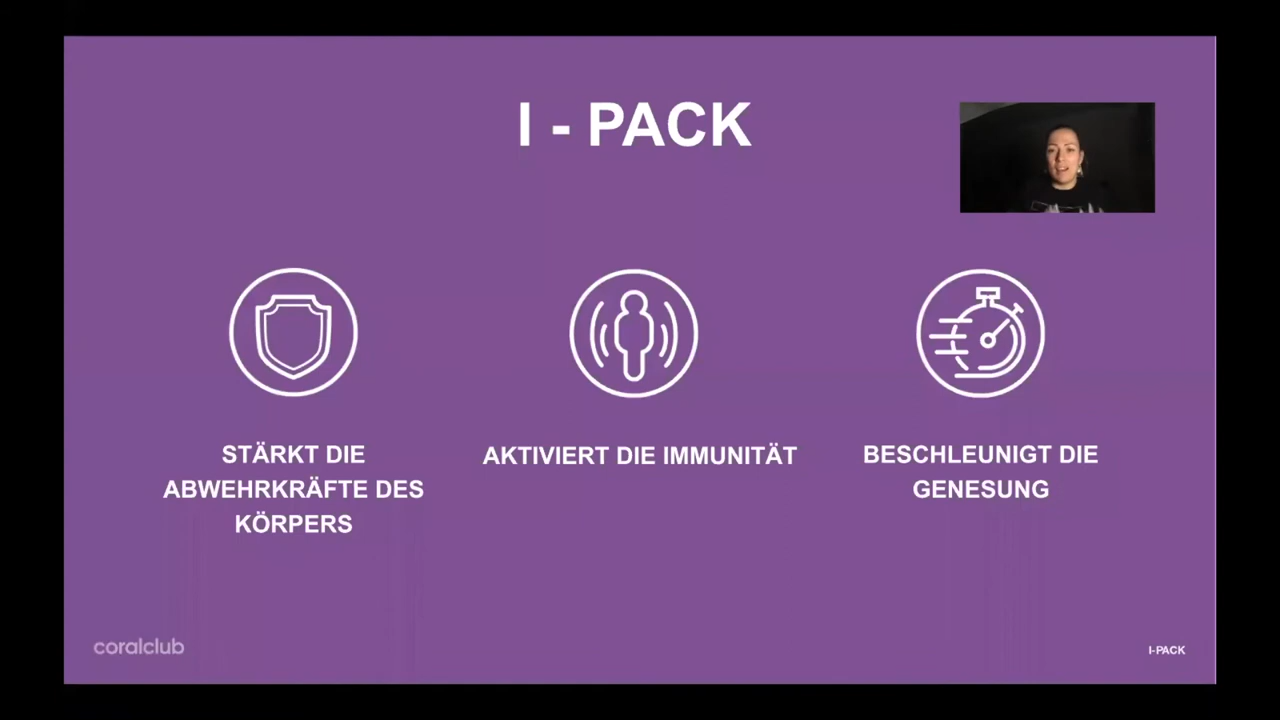 I - PACK
STÄRKT DIE
ABWEHRKRÄFTE DES
KÖRPERS
AKTIVIERT DIE IMMUNITÄT
BESCHLEUNIGT DIE
GENESUNG
coralclub
I-PACK